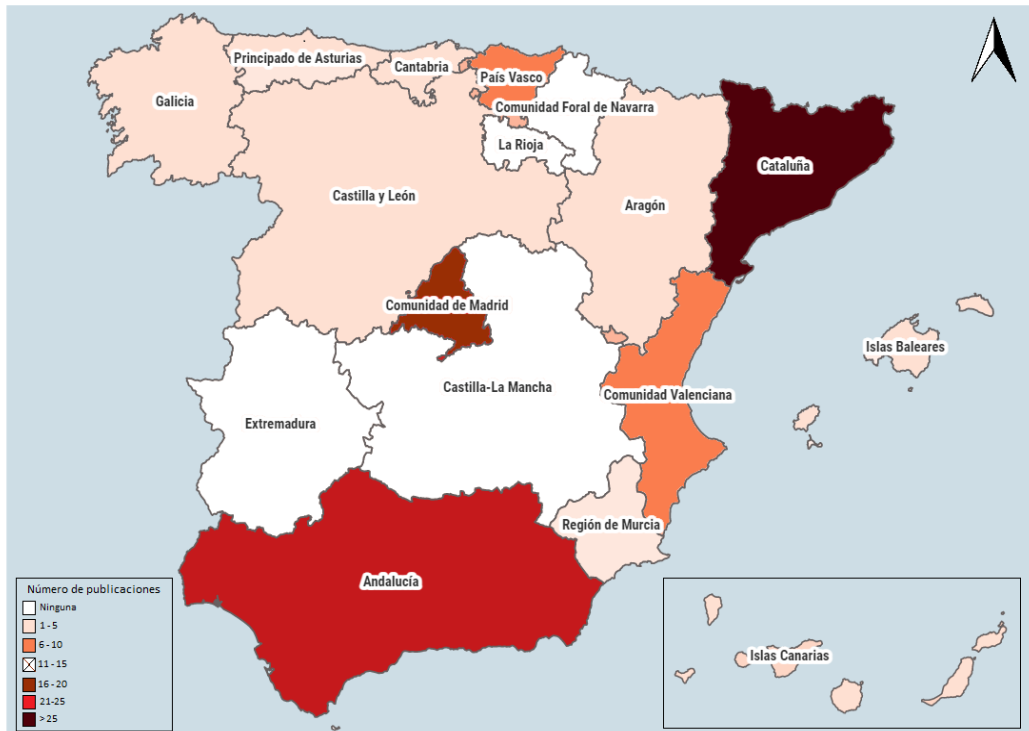 Principado de Asturias
Cantabria
País Vasco
Galicia
Comunidad Foral de Navarra
La Rioja
Cataluña
Castilla y León
Aragón
Comunidad de Madrid
Islas Baleares
Castilla-La Mancha
Comunidad Valenciana
Extremadura
Región de Murcia
Andalucía
Islas Canarias
Número de publicaciones
Ninguna
1 - 5
6 - 10
11 - 15
16 - 20
21-25
> 25